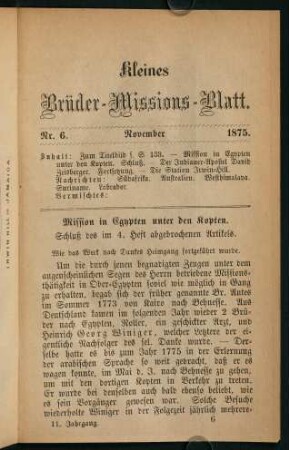 Kleines
Brüder-Missions-Blatt.
Nr. 6. November 1875.
Inhalt: Zum Titelbild s. S. 138. — Mission in Egypten
unter den Kopten. Schluß. — Der Indianer-Apostel David
Zeisberger. Fortsetzung. — Die Station Irwin-Hill.
Nachrichten: Südafrika. Australien. Westhimalaya.
Suriname. Labrador.
Vermischtes:
Mission in Egypten unter den Kopten.
Schluß des im 4. Heft abgebrochenen Artikels.
Wie das Werk nach Dankes Heimgang fortgeführt wurde.
Um die durch jenen begnadigten Zeugen unter dem
augenscheinlichen Segen des Herrn betriebene Missions-
thätigkeit in Ober-Egypten soviel wie möglich in Gang
zu erhalten, begab sich der schon genannte Br. Antes
im Sommer 1773 von Kairo nach Behnesse. Aus
Deutschland kamen im folgenden Jahr wieder 2 Brüder
nach Egypten, Roller, ein geschickter Arzt, und
Heinrich Georg Winiger, welcher letztere der ei-
gentliche Nachfolger des sel. Danke wurde. — Der-
selbe hatte es bis zum Jahr 1775 in der Erlernung
der arabischen Sprache so weit gebracht, daß er es
wagen konnte, im Mai d. J. nach Behnesse zu gehen,
um mit den dortigen Kopten in Verkehr zu treten.
Er wurde von denselben auch bald ebenso geliebt, wie
es sein Vorgänger gewesen war. Solche Besuche
wiederholte Winiger in der Folgezeit jährlich mehrere-
11. Jahrgang. 6
IRWIN HILL JAMAICA